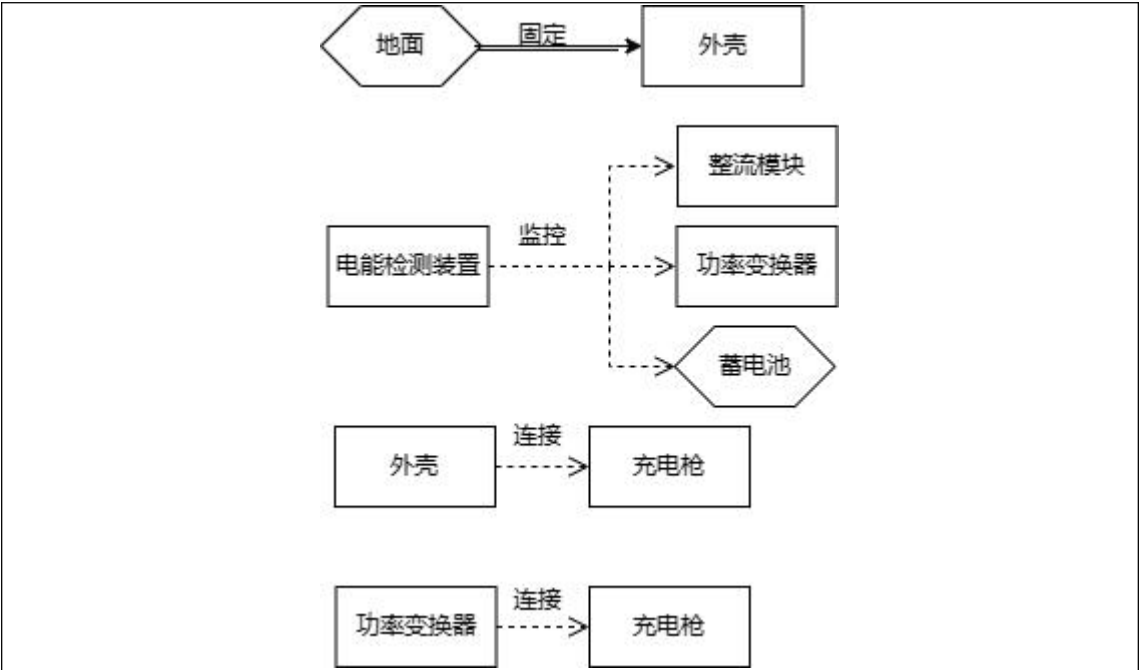 地面
固定
外壳
整流模块
监控
电能检测装置
功率变换器
蓄电池
连接
外壳
充电枪
连接
功率变换器
充电枪